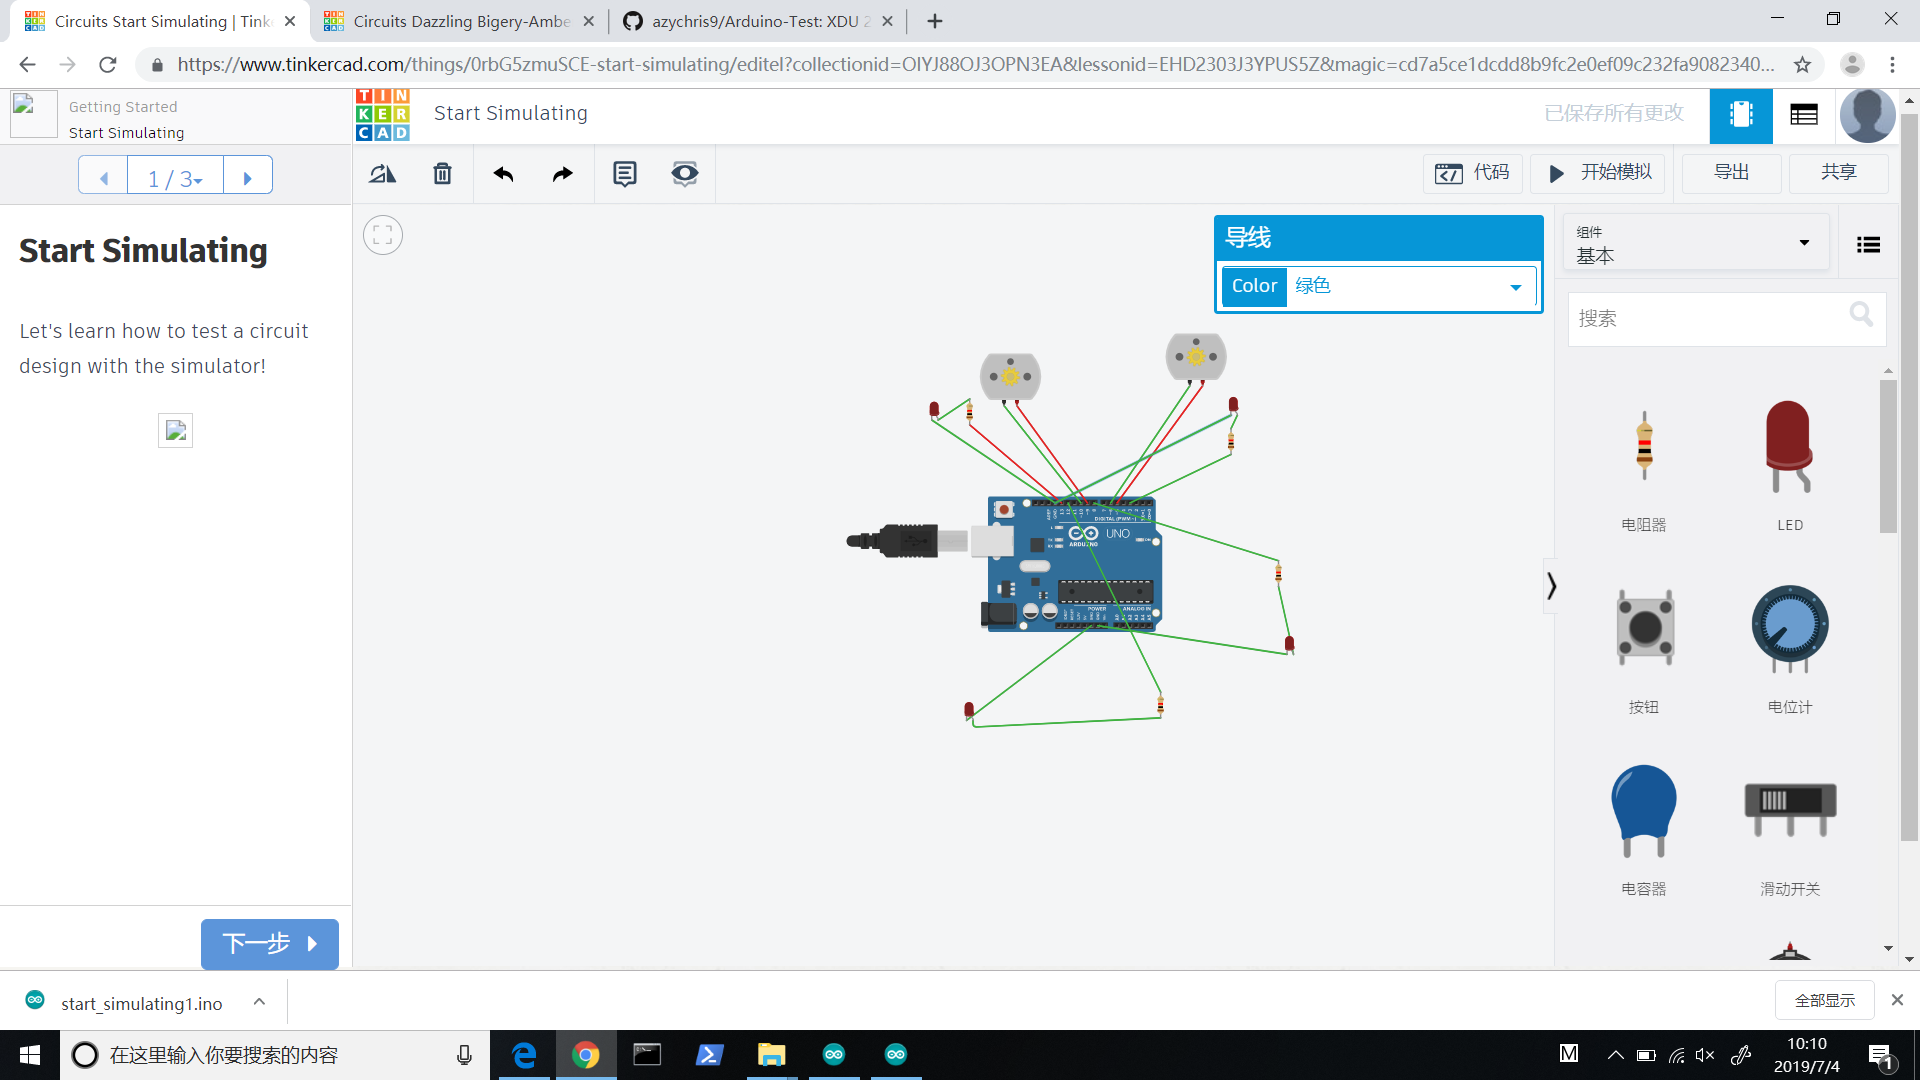 Circuits Start Simulating | Tink
Circuits Dazzling Bigery-Ambe
azychris9/Arduino-Test: XDU 2
https://www.tinkercad.com/things/0rbG5zmuSCE-start-simulating/editel?collectionid=OIYJ88OJ3OPN3EA&lessonid=EHD2303J3YPUS5Z&magic=cd7a5ce1dcdd8b9fc2e0ef09c232fa9082340...
Getting Started
Start Simulating
TIN
KER
CAD
Start Simulating
已保存所有更改
1 / 3
代码
开始模拟
导出
共享
Start Simulating
Let's learn how to test a circuit
design with the simulator!
导线
Color 绿色
组件
基本
搜索
电阻器
LED
按钮
电位计
电容器
滑动开关
DIGITAL (PWM~)
UNO
ARDUINO
POWER
ANALOG IN
下一步
start_simulating1.ino
全部显示
在这里输入你要搜索的内容
M
10:10
2019/7/4
1